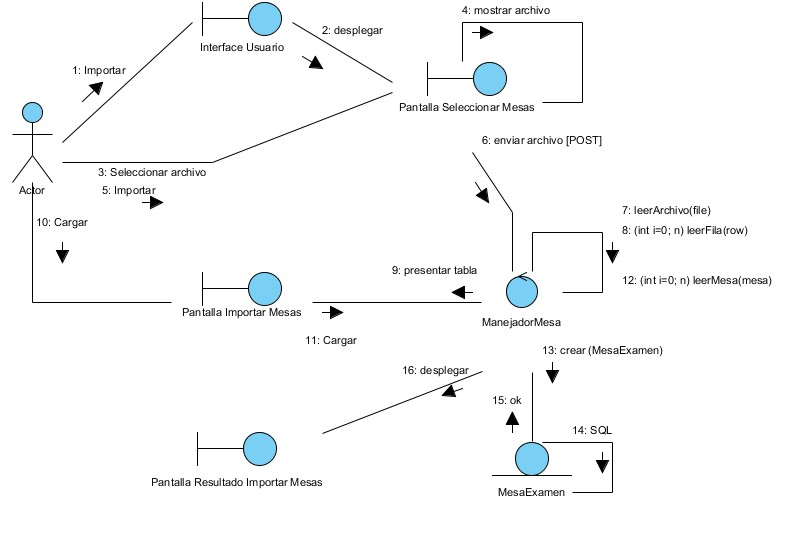 4: mostrar archivo
2: desplegar
Interface Usuario
1: Importar
Pantalla Seleccionar Mesas
6: enviar archivo [POST]
3: Seleccionar archivo
5: Importar
Actor
10: Cargar
7: leerArchivo(file)
8: (int i=0; n) leerFila(row)
9: presentar tabla
12: (int i=0; n) leerMesa(mesa)
Pantalla Importar Mesas
ManejadorMesa
11: Cargar
13: crear (MesaExamen)
16: desplegar
15: ok
14: SQL
Pantalla Resultado Importar Mesas
MesaExamen